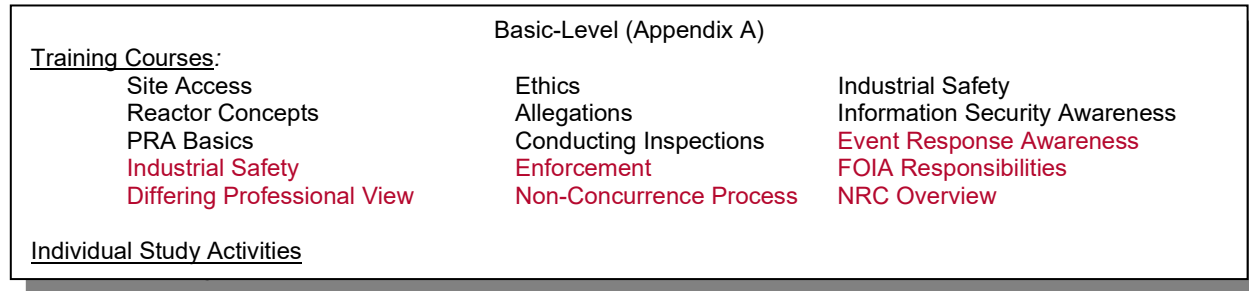 Basic-Level (Appendix A)
Training Courses:
Site Access Ethics Industrial Safety
Reactor Concepts Allegations Information Security Awareness
PRA Basics Conducting Inspections Event Response Awareness
Industrial Safety Enforcement FOIA Responsibilities
Differing Professional View Non-Concurrence Process NRC Overview
Individual Study Activities